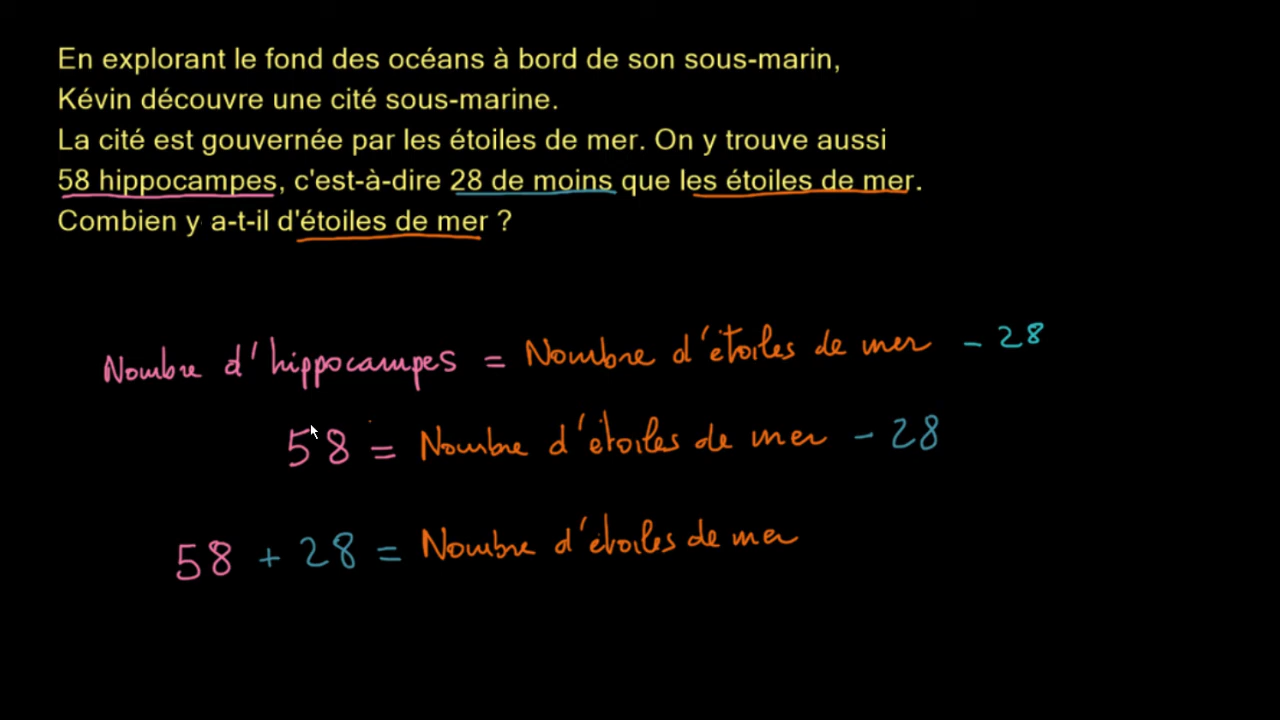 En explorant le fond des océans à bord de son sous-marin,
Kévin découvre une cité sous-marine.
La cité est gouvernée par les étoiles de mer. On y trouve aussi
58 hippocampes, c'est-à-dire 28 de moins que les étoiles de mer.
Combien y a-t-il d'étoiles de mer ?
Nombre d'hippocampes = Nombre d'étoiles de mer - 28
58 = Nombre d'étoiles de mer - 28
58 + 28 = Nombre d'étoiles de mer